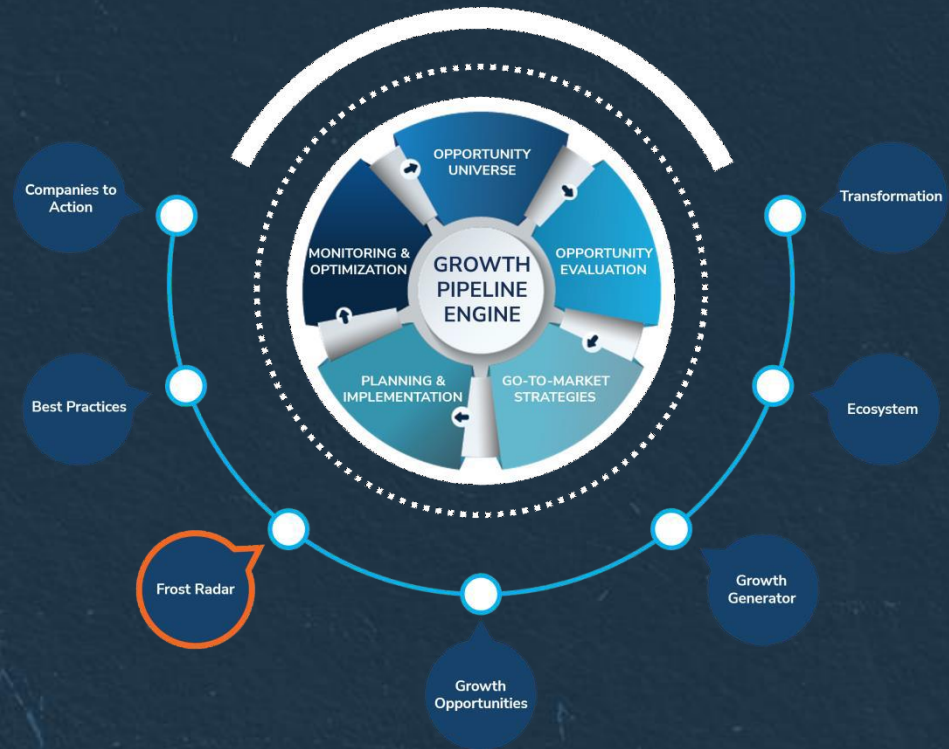 OPPORTUNITY
UNIVERSE
OPPORTUNITY
EVALUATION
GO-TO-MARKET
STRATEGIES
PLANNING &
IMPLEMENTATION
MONITORING &
OPTIMIZATION
GROWTH
PIPELINE
ENGINE
Companies to
Action
Best Practices
Frost Radar
Growth
Opportunities
Growth
Generator
Ecosystem
Transformation